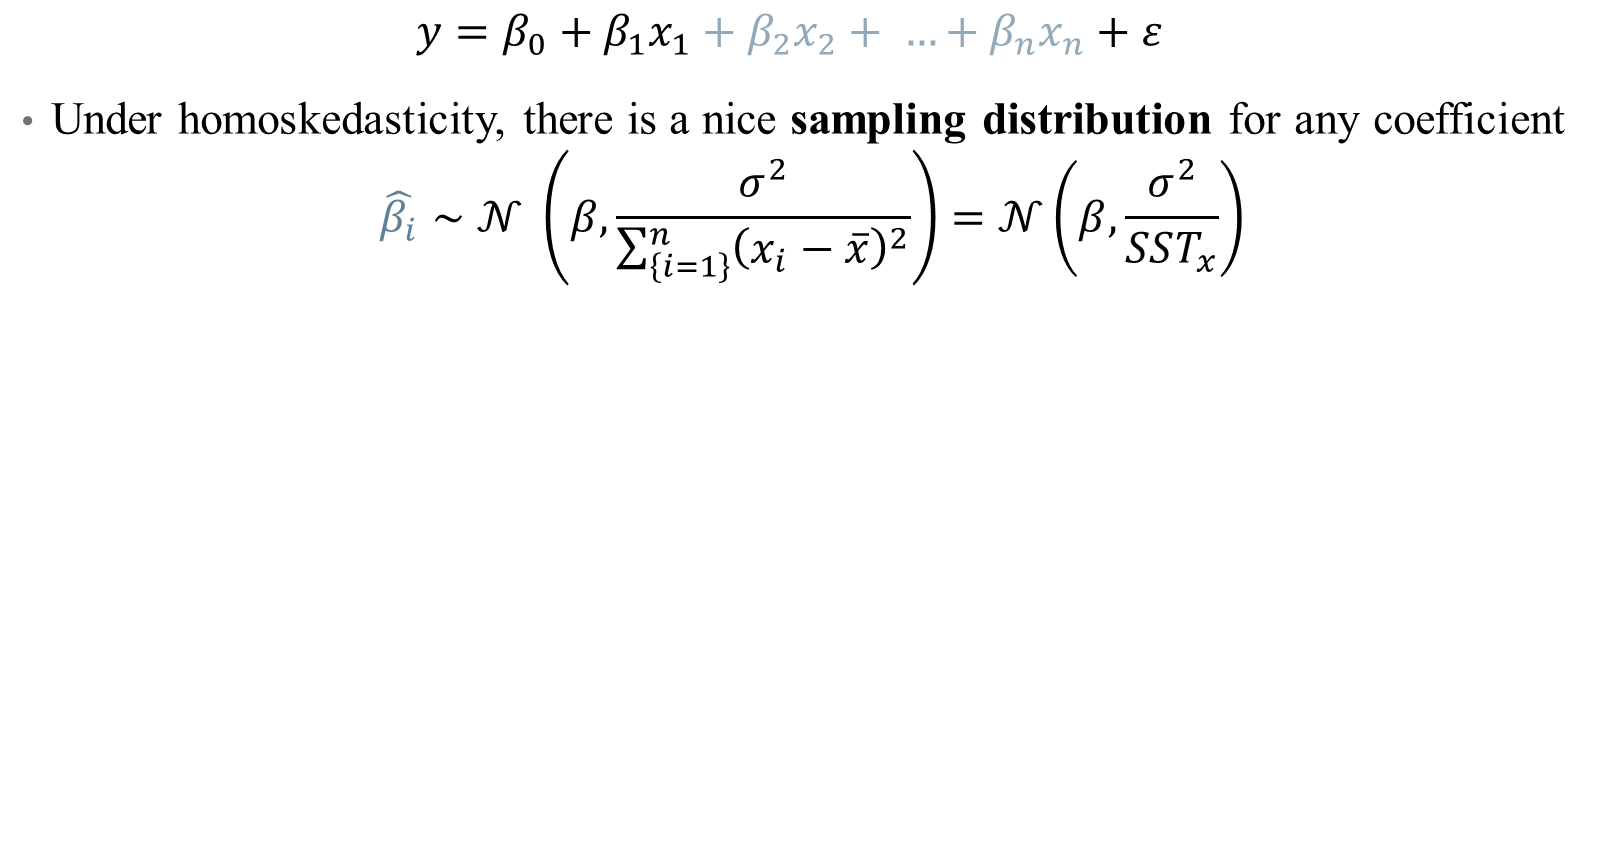 y = β₀ + β₁x₁ + β₂x₂ + … + βₙxₙ + ε
• Under homoskedasticity, there is a nice sampling distribution for any coefficient
β̂ᵢ ~ 𝒩 (β, σ² / ∑ⁿ_{i=1}(xᵢ − x̄)²) = 𝒩 (β, σ² / SSTₓ)